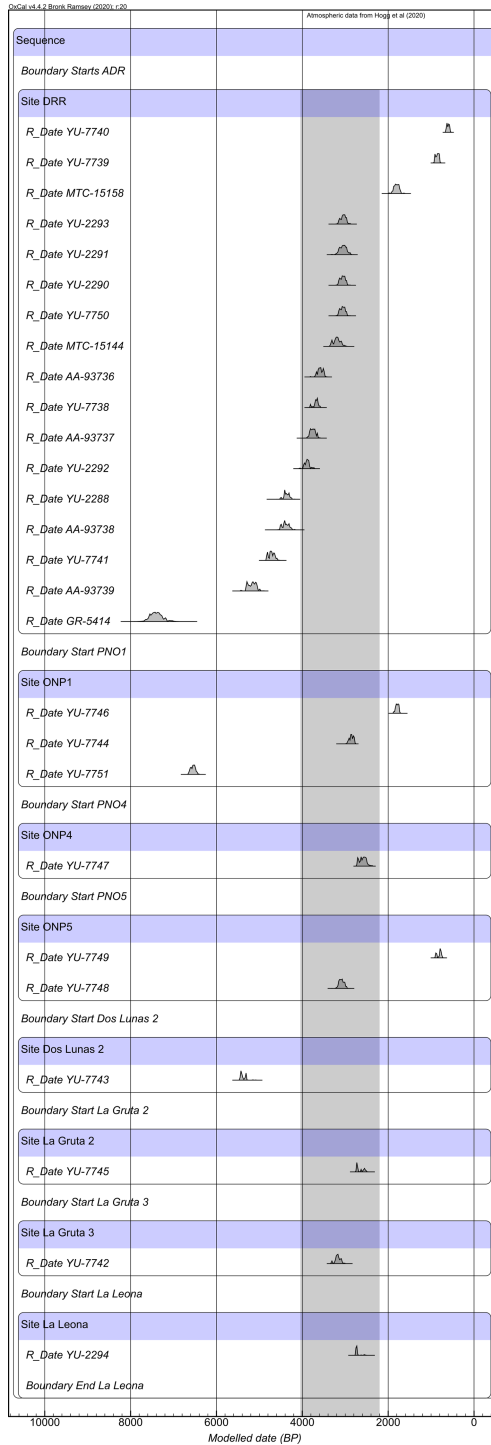 OxCal v4.4.2 Bronk Ramsey (2020); r:20
Atmospheric data from Hogg et al (2020)
Sequence
Boundary Starts ADR
Site DRR
R_Date YU-7740
R_Date YU-7739
R_Date MTC-15158
R_Date YU-2293
R_Date YU-2291
R_Date YU-2290
R_Date YU-7750
R_Date MTC-15144
R_Date AA-93736
R_Date YU-7738
R_Date AA-93737
R_Date YU-2292
R_Date YU-2288
R_Date AA-93738
R_Date YU-7741
R_Date AA-93739
R_Date GR-5414
Boundary Start PNO1
Site ONP1
R_Date YU-7746
R_Date YU-7744
R_Date YU-7751
Boundary Start PNO4
Site ONP4
R_Date YU-7747
Boundary Start PNO5
Site ONP5
R_Date YU-7749
R_Date YU-7748
Boundary Start Dos Lunas 2
Site Dos Lunas 2
R_Date YU-7743
Boundary Start La Gruta 2
Site La Gruta 2
R_Date YU-7745
Boundary Start La Gruta 3
Site La Gruta 3
R_Date YU-7742
Boundary Start La Leona
Site La Leona
R_Date YU-2294
Boundary End La Leona
10000 8000 6000 4000 2000 0
Modelled date (BP)